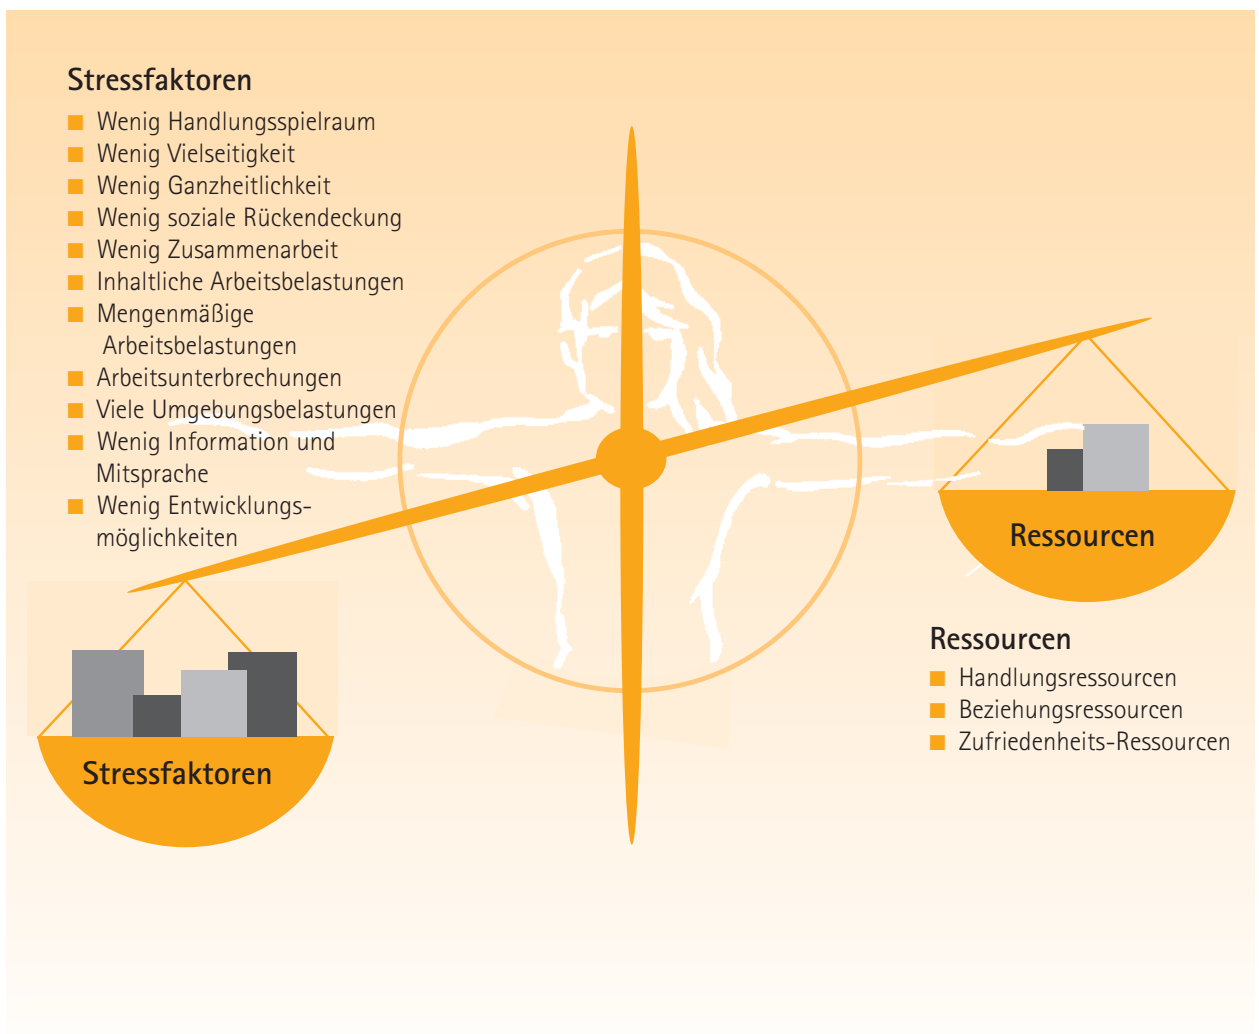 Stressfaktoren
■ Wenig Handlungsspielraum
■ Wenig Vielseitigkeit
■ Wenig Ganzheitlichkeit
■ Wenig soziale Rückendeckung
■ Wenig Zusammenarbeit
■ Inhaltliche Arbeitsbelastungen
■ Mengenmäßige
Arbeitsbelastungen
■ Arbeitsunterbrechungen
■ Viele Umgebungsbelastungen
■ Wenig Information und
Mitsprache
■ Wenig Entwicklungs-
möglichkeiten
Stressfaktoren
Ressourcen
Ressourcen
■ Handlungsressourcen
■ Beziehungsressourcen
■ Zufriedenheits-Ressourcen